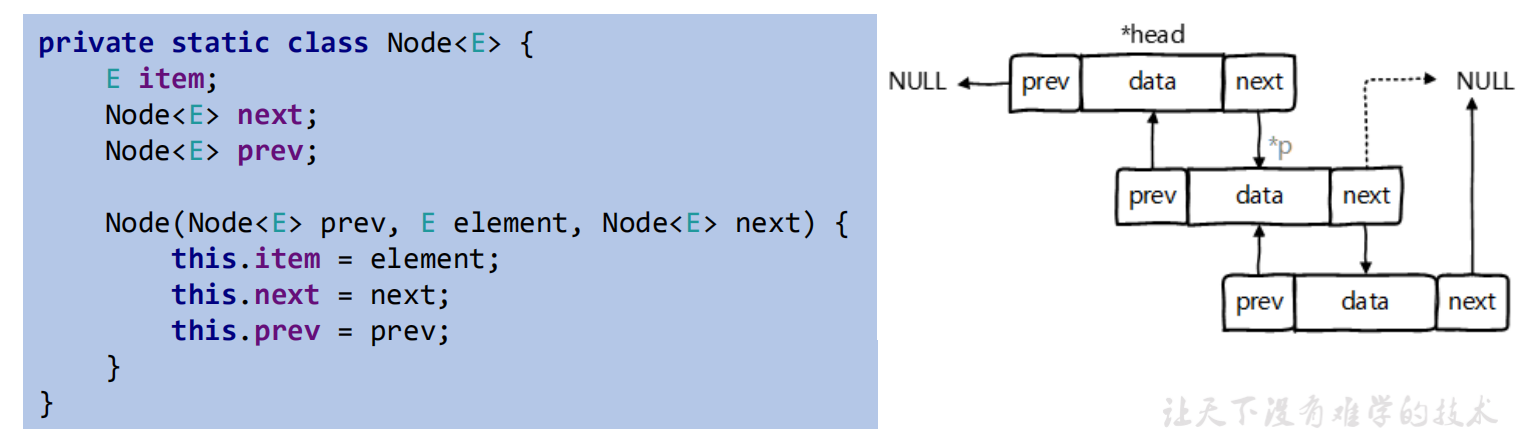 private static class Node<E> {
    E item;
    Node<E> next;
    Node<E> prev;
    Node(Node<E> prev, E element, Node<E> next) {
        this.item = element;
        this.next = next;
        this.prev = prev;
    }
}
*head
NULL
prev data next
NULL
*p
prev data next
prev data next
让天下没有难学的技术